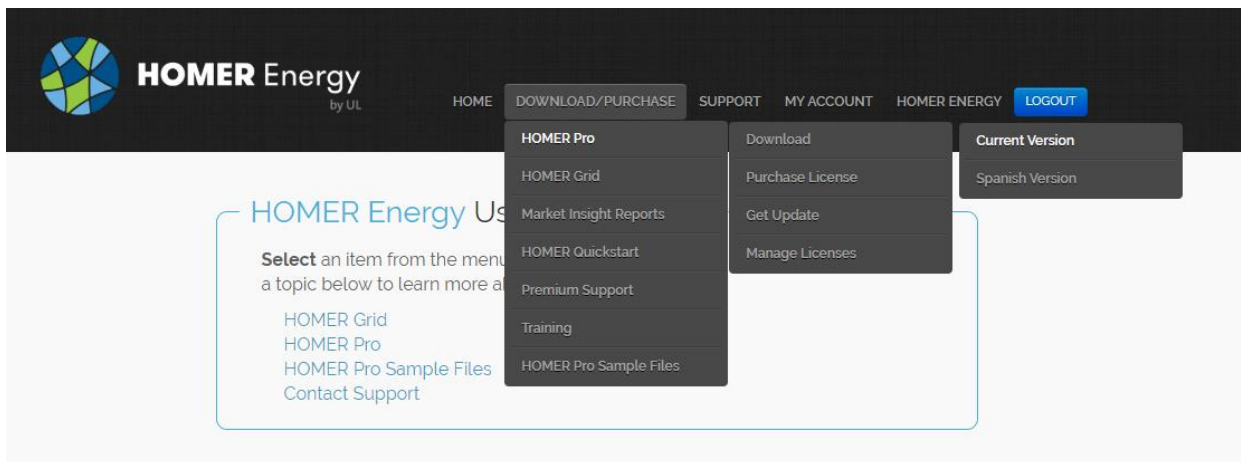 HOMER Energy
by UL
HOME DOWNLOAD/PURCHASE SUPPORT MY ACCOUNT HOMER ENERGY LOGOUT
HOMER Pro
HOMER Grid
Market Insight Reports
HOMER Quickstart
Premium Support
Training
HOMER Pro Sample Files
Download
Purchase License
Get Update
Manage Licenses
Current Version
Spanish Version
HOMER Energy Us
Select an item from the menu
a topic below to learn more a
HOMER Grid
HOMER Pro
HOMER Pro Sample Files
Contact Support